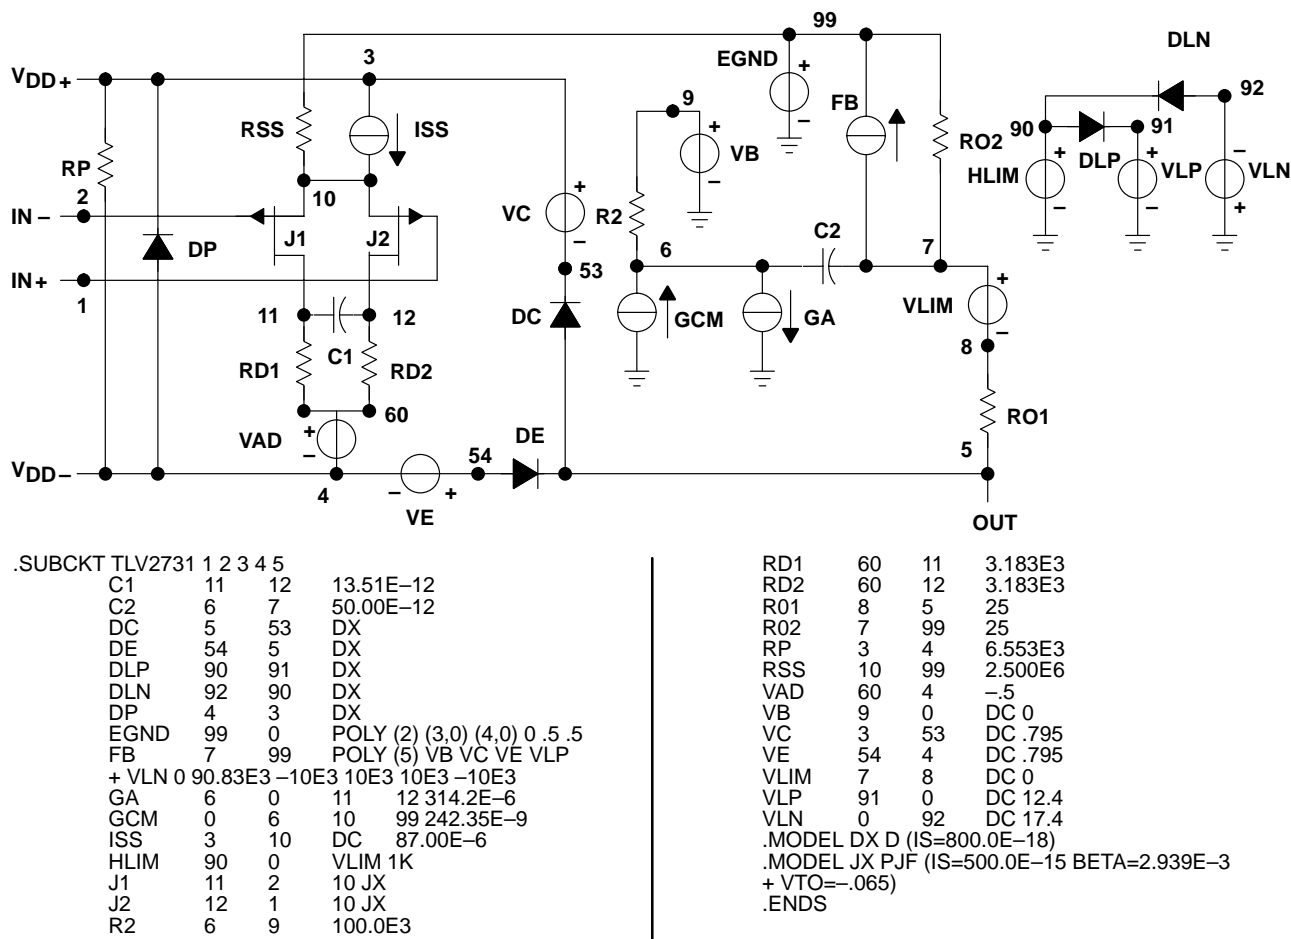 99
DLN
3
EGND
+
–
VDD+
92
9
FB
90
91
RSS
ISS
+
VB
–
RO2
DLP
RP
10
HLIM
+
–
+
VLP
–
–
VLN
+
2
IN–
VC
+
–
R2
C2
DP
J1
J2
6
7
IN+
53
1
11
12
DC
GCM
GA
VLIM
+
–
C1
8
RD1
RD2
60
RO1
VAD
+
–
DE
54
5
VDD–
4
–
+
VE
OUT
.SUBCKT TLV2731 1 2 3 4 5
C1 11 12 13.51E–12
C2 6 7 50.00E–12
DC 5 53 DX
DE 54 5 DX
DLP 90 91 DX
DLN 92 90 DX
DP 4 3 DX
EGND 99 0 POLY (2) (3,0) (4,0) 0 .5 .5
FB 7 99 POLY (5) VB VC VE VLP
+ VLN 0 90.83E3 –10E3 10E3 10E3 –10E3
GA 6 0 11 12 314.2E–6
GCM 0 6 10 99 242.35E–9
ISS 3 10 DC 87.00E–6
HLIM 90 0 VLIM 1K
J1 11 2 10 JX
J2 12 1 10 JX
R2 6 9 100.0E3
RD1 60 11 3.183E3
RD2 60 12 3.183E3
R01 8 5 25
R02 7 99 25
RP 3 4 6.553E3
RSS 10 99 2.500E6
VAD 60 4 –.5
VB 9 0 DC 0
VC 3 53 DC .795
VE 54 4 DC .795
VLIM 7 8 DC 0
VLP 91 0 DC 12.4
VLN 0 92 DC 17.4
.MODEL DX D (IS=800.0E–18)
.MODEL JX PJF (IS=500.0E–15 BETA=2.939E–3
+ VTO=–.065)
.ENDS